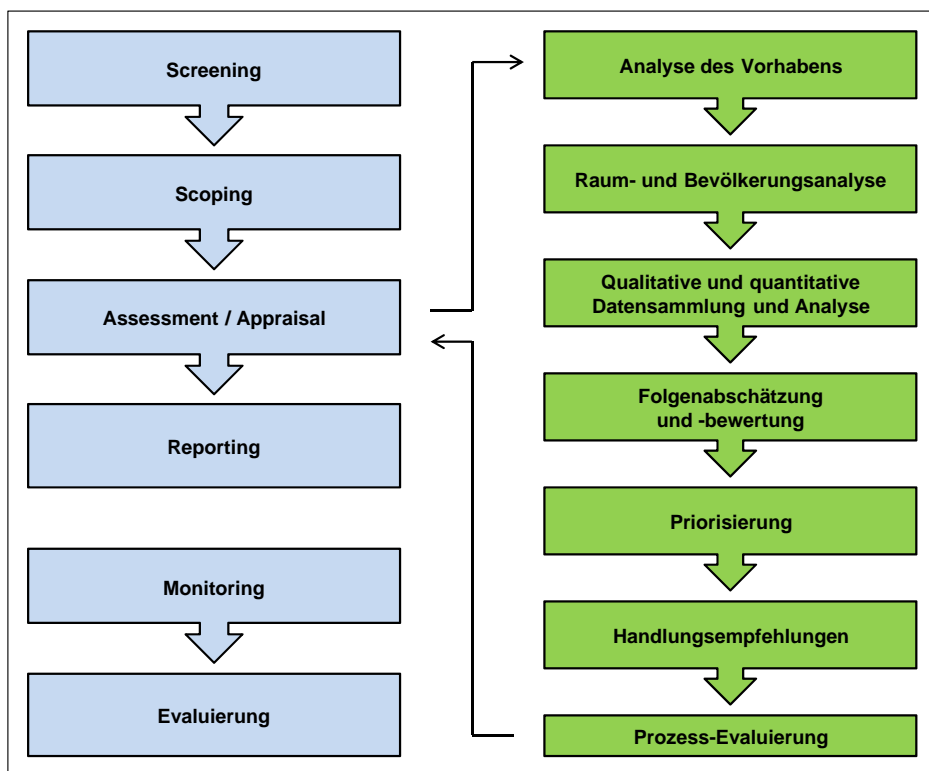 Screening
Scoping
Assessment / Appraisal
Reporting
Monitoring
Evaluierung
Analyse des Vorhabens
Raum- und Bevölkerungsanalyse
Qualitative und quantitative
Datensammlung und Analyse
Folgenabschätzung
und -bewertung
Priorisierung
Handlungsempfehlungen
Prozess-Evaluierung